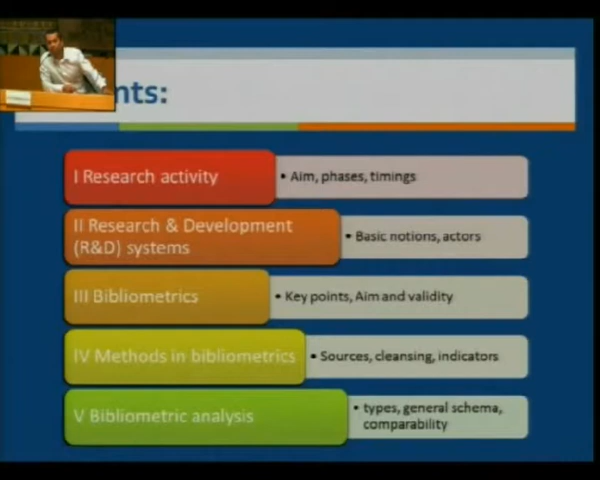 nts:
I Research activity
• Aim, phases, timings
II Research & Development
(R&D) systems
• Basic notions, actors
III Bibliometrics
• Key points, Aim and validity
IV Methods in bibliometrics
• Sources, cleansing, indicators
V Bibliometric analysis
• types, general schema,
comparability